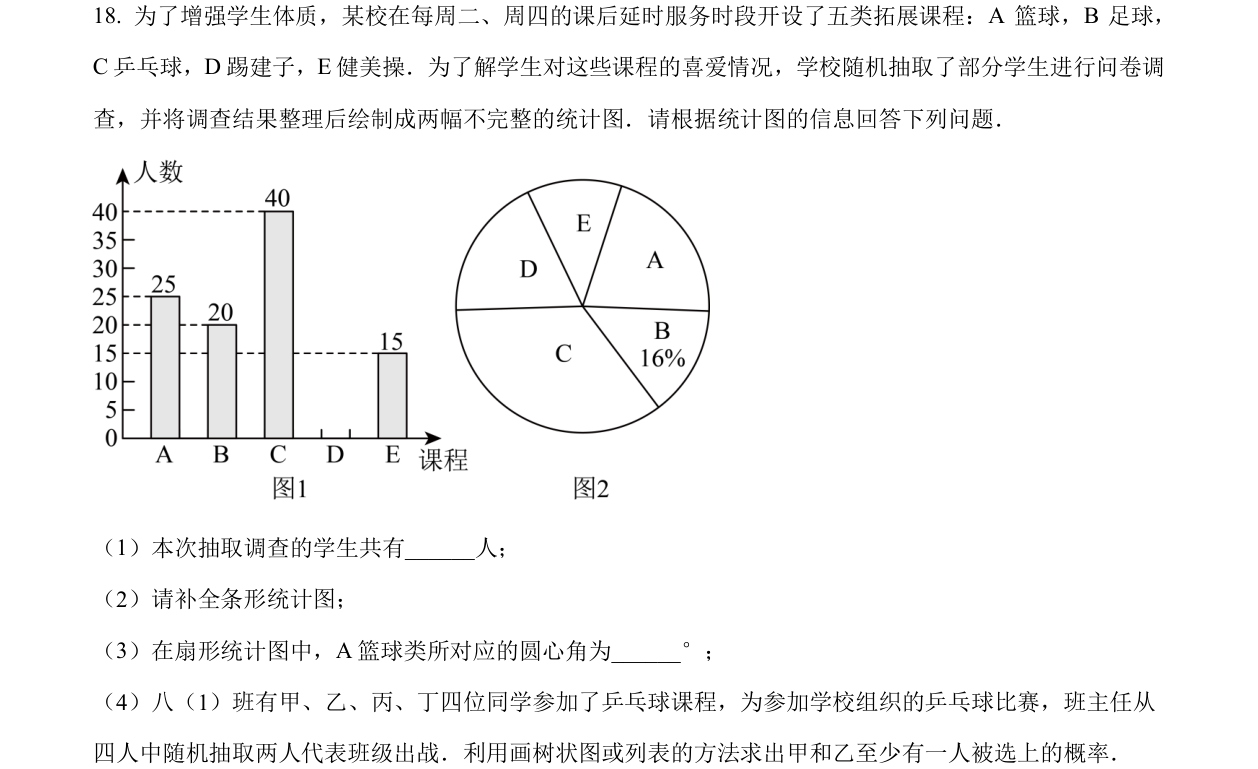 18. 为了增强学生体质，某校在每周二、周四的课后延时服务时段开设了五类拓展课程：A 篮球，B 足球，
C 乒乓球，D 踢建子，E 健美操．为了解学生对这些课程的喜爱情况，学校随机抽取了部分学生进行问卷调
查，并将调查结果整理后绘制成两幅不完整的统计图．请根据统计图的信息回答下列问题．
人数
40
35
30
25
20
15
10
5
0
25
20
40
15
A B C D E 课程
图1
E
D
A
B
16%
C
图2
（1）本次抽取调查的学生共有______人；
（2）请补全条形统计图；
（3）在扇形统计图中，A 篮球类所对应的圆心角为______°；
（4）八（1）班有甲、乙、丙、丁四位同学参加了乒乓球课程，为参加学校组织的乒乓球比赛，班主任从
四人中随机抽取两人代表班级出战．利用画树状图或列表的方法求出甲和乙至少有一人被选上的概率．